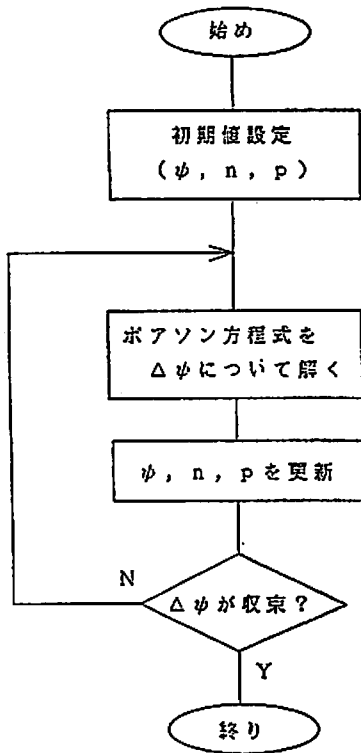 始め
初期値設定
(ψ, n, p)
ポアソン方程式を
Δψについて解く
ψ, n, pを更新
N
Δψが収束?
Y
終り